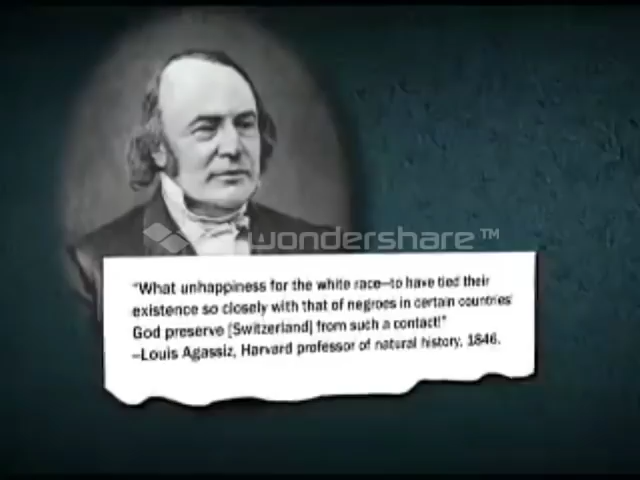 wondershare™
"What unhappiness for the white race—to have tied their
existence so closely with that of negroes in certain countries
God preserve [Switzerland] from such a contact!"
–Louis Agassiz, Harvard professor of natural history, 1846.